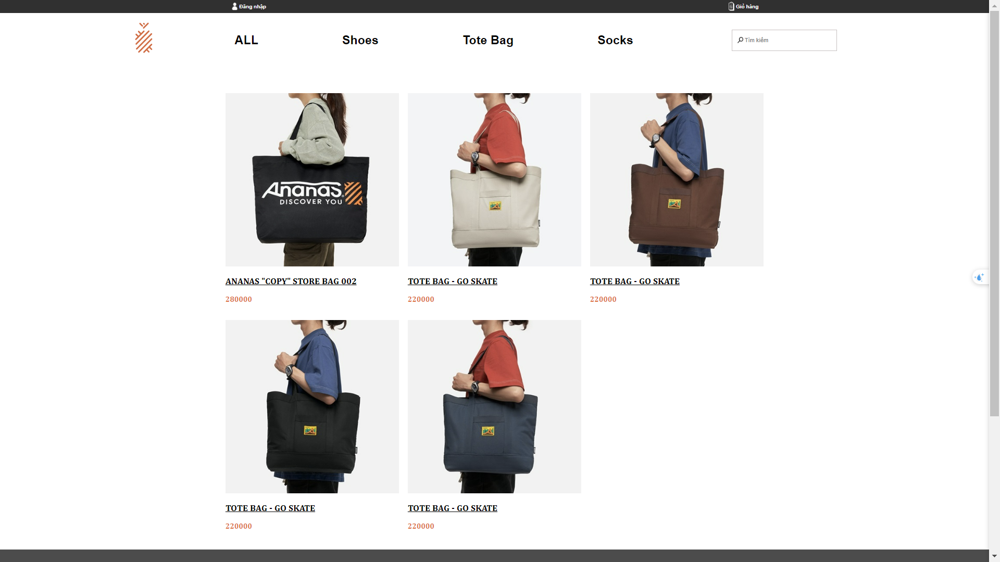 Đăng nhập
Giỏ hàng
ALL
Shoes
Tote Bag
Socks
Tìm kiếm
Ananas
DISCOVER YOU
ANANAS "COPY" STORE BAG 002
TOTE BAG - GO SKATE
TOTE BAG - GO SKATE
280000
220000
220000
TOTE BAG - GO SKATE
TOTE BAG - GO SKATE
220000
220000